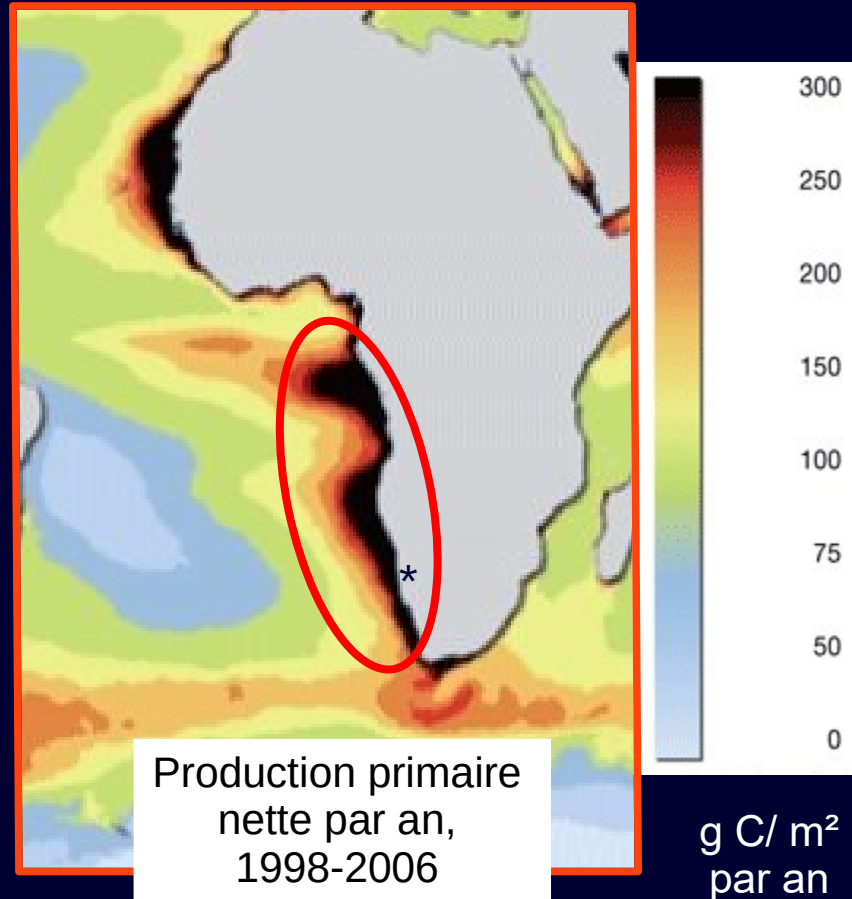 300
250
200
150
100
75
50
0
*
Production primaire
nette par an,
1998-2006
g C/ m²
par an